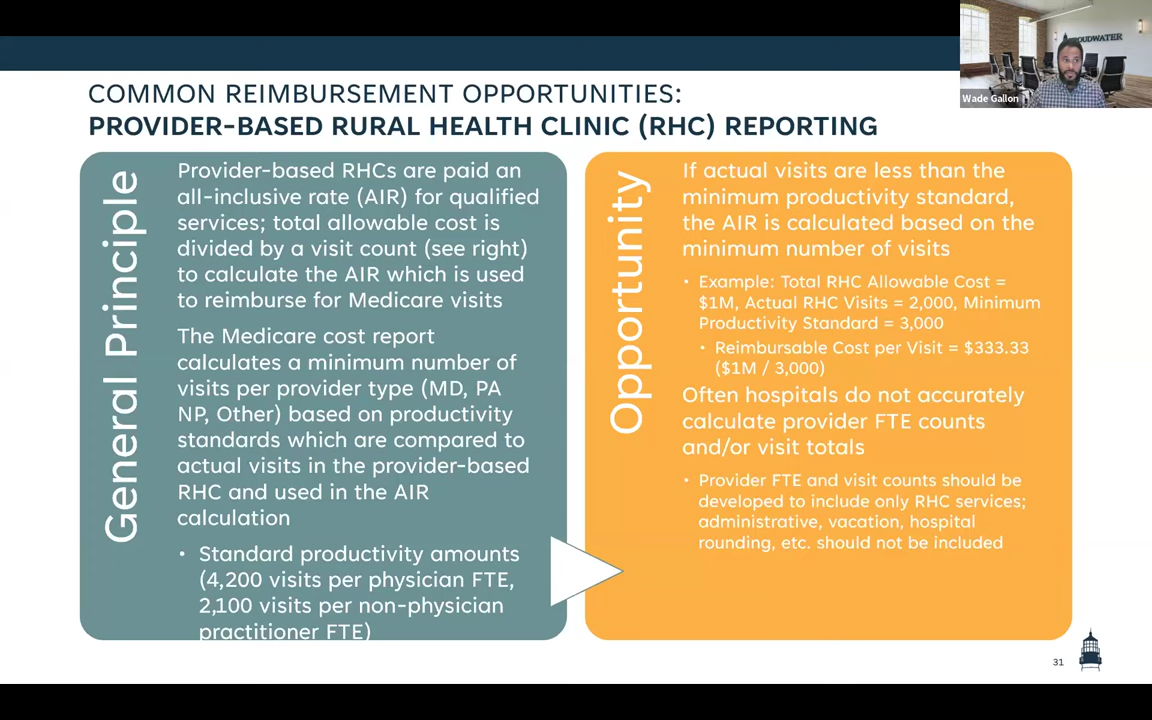 COMMON REIMBURSEMENT OPPORTUNITIES:
PROVIDER-BASED RURAL HEALTH CLINIC (RHC) REPORTING
General Principle
Provider-based RHCs are paid an
all-inclusive rate (AIR) for qualified
services; total allowable cost is
divided by a visit count (see right)
to calculate the AIR which is used
to reimburse for Medicare visits
The Medicare cost report
calculates a minimum number of
visits per provider type (MD, PA
NP, Other) based on productivity
standards which are compared to
actual visits in the provider-based
RHC and used in the AIR
calculation
• Standard productivity amounts
(4,200 visits per physician FTE,
2,100 visits per non-physician
practitioner FTE)
Opportunity
If actual visits are less than the
minimum productivity standard,
the AIR is calculated based on the
minimum number of visits
• Example: Total RHC Allowable Cost =
$1M, Actual RHC Visits = 2,000, Minimum
Productivity Standard = 3,000
• Reimbursable Cost per Visit = $333.33
($1M / 3,000)
Often hospitals do not accurately
calculate provider FTE counts
and/or visit totals
• Provider FTE and visit counts should be
developed to include only RHC services;
administrative, vacation, hospital
rounding, etc. should not be included
31
OUDWATER
Wade Gallon